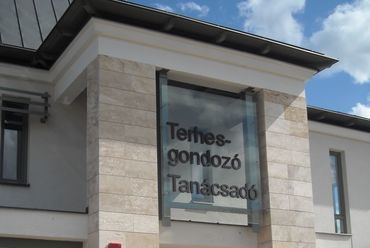 Terhes-
gondozó
Tanácsadó